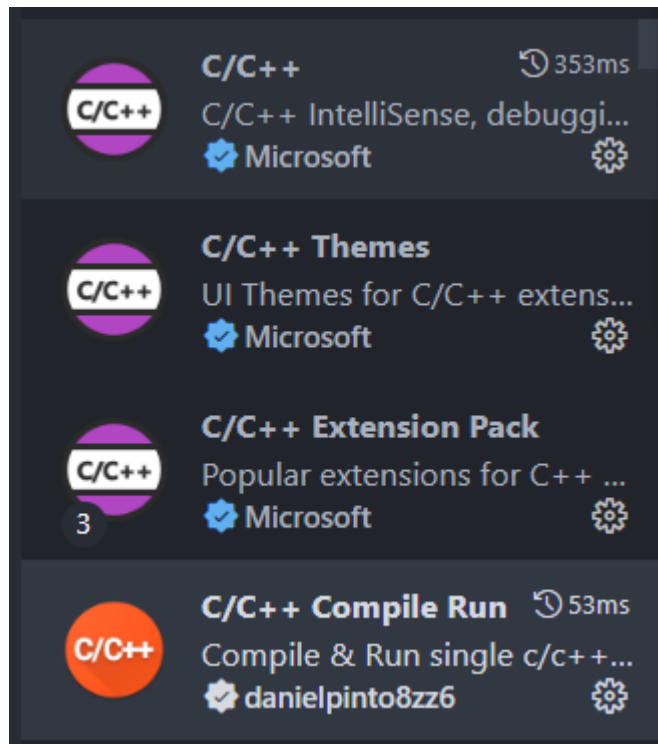 C/C++
C/C++ 353ms
C/C++ IntelliSense, debuggi...
Microsoft
C/C++
C/C++ Themes
UI Themes for C/C++ extens...
Microsoft
C/C++
C/C++ Extension Pack
Popular extensions for C++ ...
3 Microsoft
C/C++
C/C++ Compile Run 53ms
Compile & Run single c/c++...
danielpinto8zz6